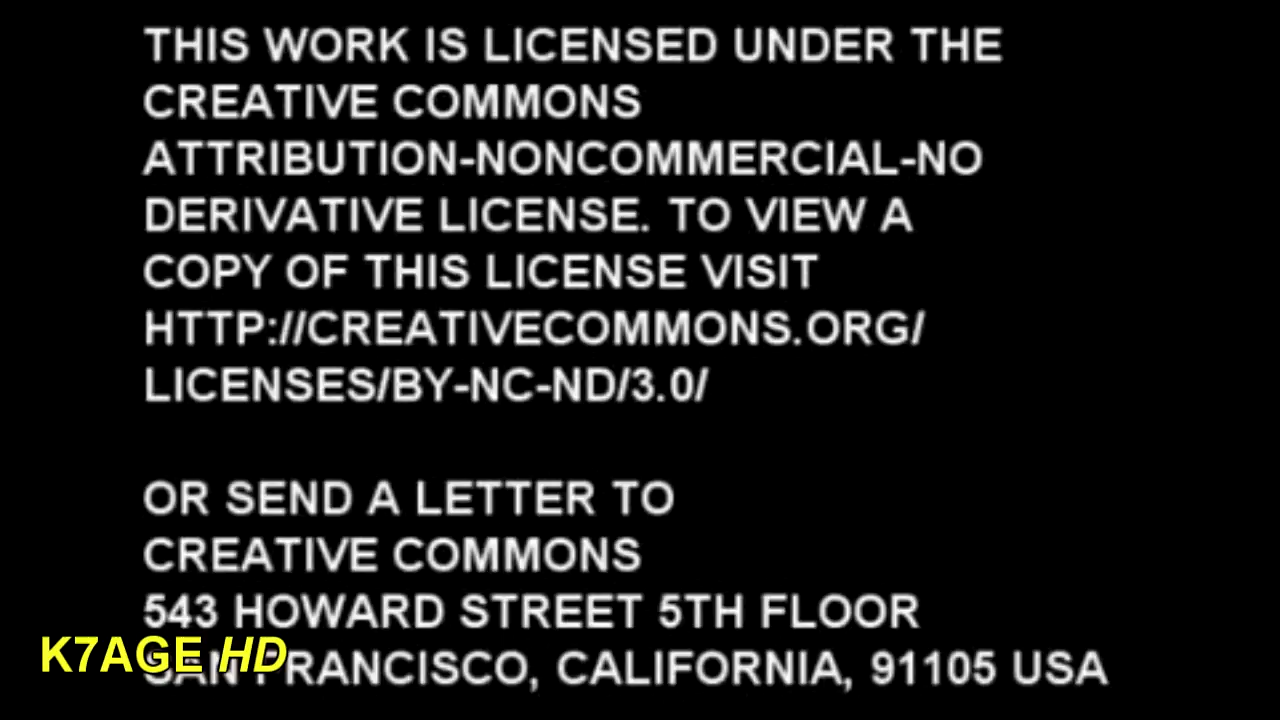 THIS WORK IS LICENSED UNDER THE
CREATIVE COMMONS
ATTRIBUTION-NONCOMMERCIAL-NO
DERIVATIVE LICENSE. TO VIEW A
COPY OF THIS LICENSE VISIT
HTTP://CREATIVECOMMONS.ORG/
LICENSES/BY-NC-ND/3.0/
OR SEND A LETTER TO
CREATIVE COMMONS
543 HOWARD STREET 5TH FLOOR
K7AGE HD
SAN FRANCISCO, CALIFORNIA, 91105 USA